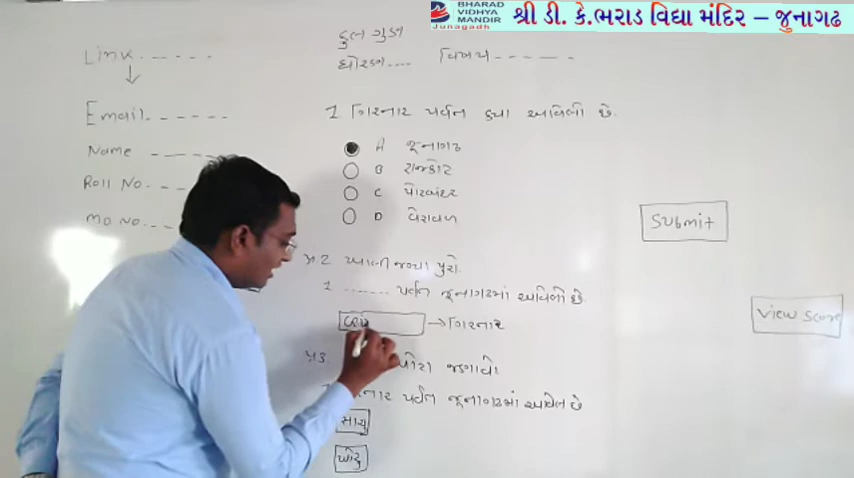 BHARAD
VIDHYA
MANDIR
Junagadh
શ્રી ડી. કે.ભરાડ વિદ્યા મંદિર – જુનાગઢ
Link......
Email......
Name
Roll No.
Mo No.
કુલ ગુણ
ધોરણ.... વિષય
1 ગિરનાર પર્વત કયા આવેલો છે.
A જૂનાગઢ
B રાજકોટ
C પોરબંદર
D વેરાવળ
પ્ર 2 ખાલી જગ્યા પુરો.
1 ....... પર્વત જૂનાગઢમાં આવેલો છે.
→ ગિરનાર
પ્ર3. ખોટા જણાવો
પર્વત જૂનાગઢમાં આવેલ છે
સાચુ
ખોટુ
Submit
View Score